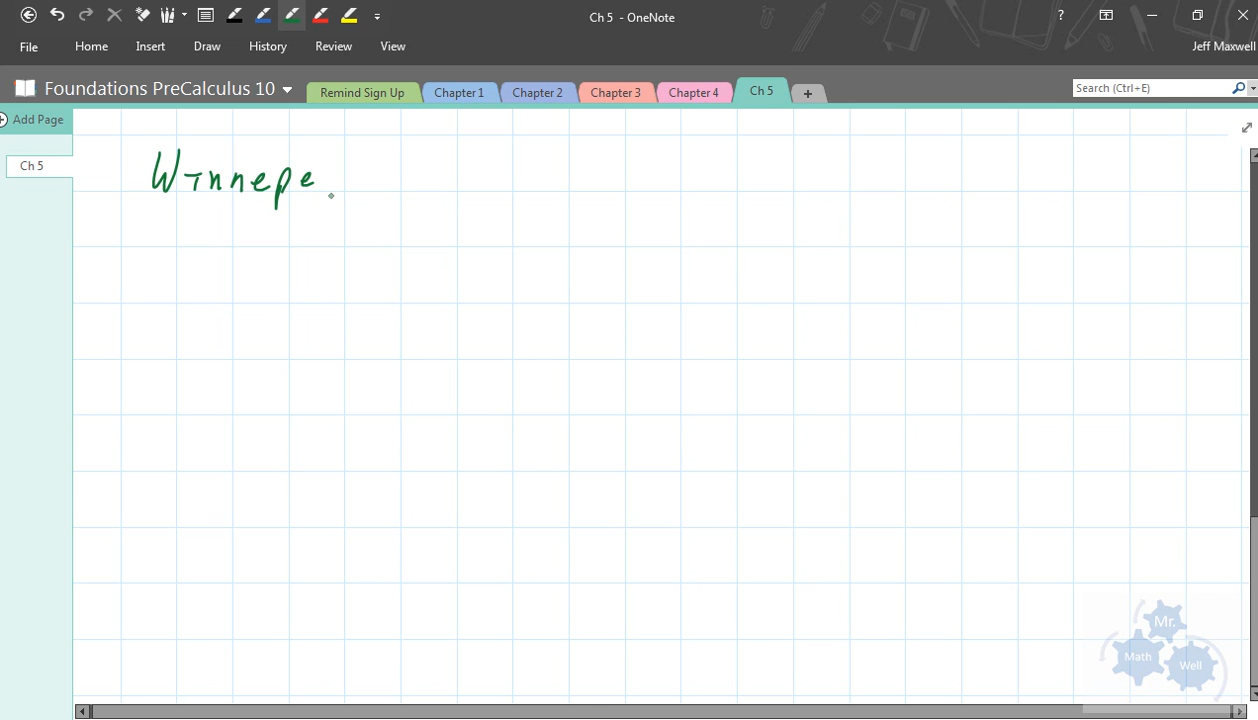 Ch 5 - OneNote
?
File
Home
Insert
Draw
History
Review
View
Jeff Maxwell
Foundations PreCalculus 10
Remind Sign Up
Chapter 1
Chapter 2
Chapter 3
Chapter 4
Ch 5
+
Search (Ctrl+E)
Add Page
Ch 5
Winnepe
Mr.
Math
Well